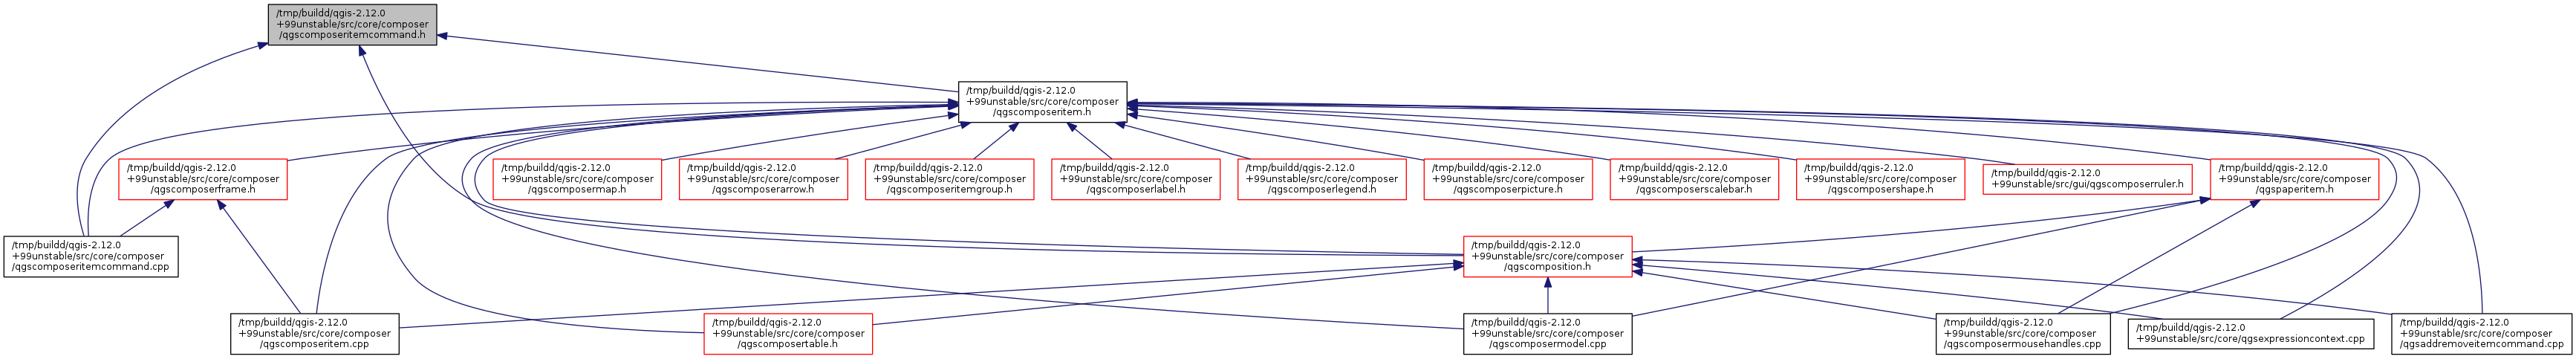 /tmp/buildd/qgis-2.12.0
+99unstable/src/core/composer
/qgscomposeritemcommand.h
/tmp/buildd/qgis-2.12.0
+99unstable/src/core/composer
/qgscomposeritem.h
/tmp/buildd/qgis-2.12.0
+99unstable/src/core/composer
/qgscomposerframe.h
/tmp/buildd/qgis-2.12.0
+99unstable/src/core/composer
/qgscomposermap.h
/tmp/buildd/qgis-2.12.0
+99unstable/src/core/composer
/qgscomposerarrow.h
/tmp/buildd/qgis-2.12.0
+99unstable/src/core/composer
/qgscomposeritemgroup.h
/tmp/buildd/qgis-2.12.0
+99unstable/src/core/composer
/qgscomposerlabel.h
/tmp/buildd/qgis-2.12.0
+99unstable/src/core/composer
/qgscomposerlegend.h
/tmp/buildd/qgis-2.12.0
+99unstable/src/core/composer
/qgscomposerpicture.h
/tmp/buildd/qgis-2.12.0
+99unstable/src/core/composer
/qgscomposerscalebar.h
/tmp/buildd/qgis-2.12.0
+99unstable/src/core/composer
/qgscomposershape.h
/tmp/buildd/qgis-2.12.0
+99unstable/src/gui/qgscomposerruler.h
/tmp/buildd/qgis-2.12.0
+99unstable/src/core/composer
/qgspaperitem.h
/tmp/buildd/qgis-2.12.0
+99unstable/src/core/composer
/qgscomposeritemcommand.cpp
/tmp/buildd/qgis-2.12.0
+99unstable/src/core/composer
/qgscomposition.h
/tmp/buildd/qgis-2.12.0
+99unstable/src/core/composer
/qgscomposeritem.cpp
/tmp/buildd/qgis-2.12.0
+99unstable/src/core/composer
/qgscomposertable.h
/tmp/buildd/qgis-2.12.0
+99unstable/src/core/composer
/qgscomposermodel.cpp
/tmp/buildd/qgis-2.12.0
+99unstable/src/core/composer
/qgscomposermousehandles.cpp
/tmp/buildd/qgis-2.12.0
+99unstable/src/core/qgsexpressioncontext.cpp
/tmp/buildd/qgis-2.12.0
+99unstable/src/core/composer
/qgsaddremoveitemcommand.cpp